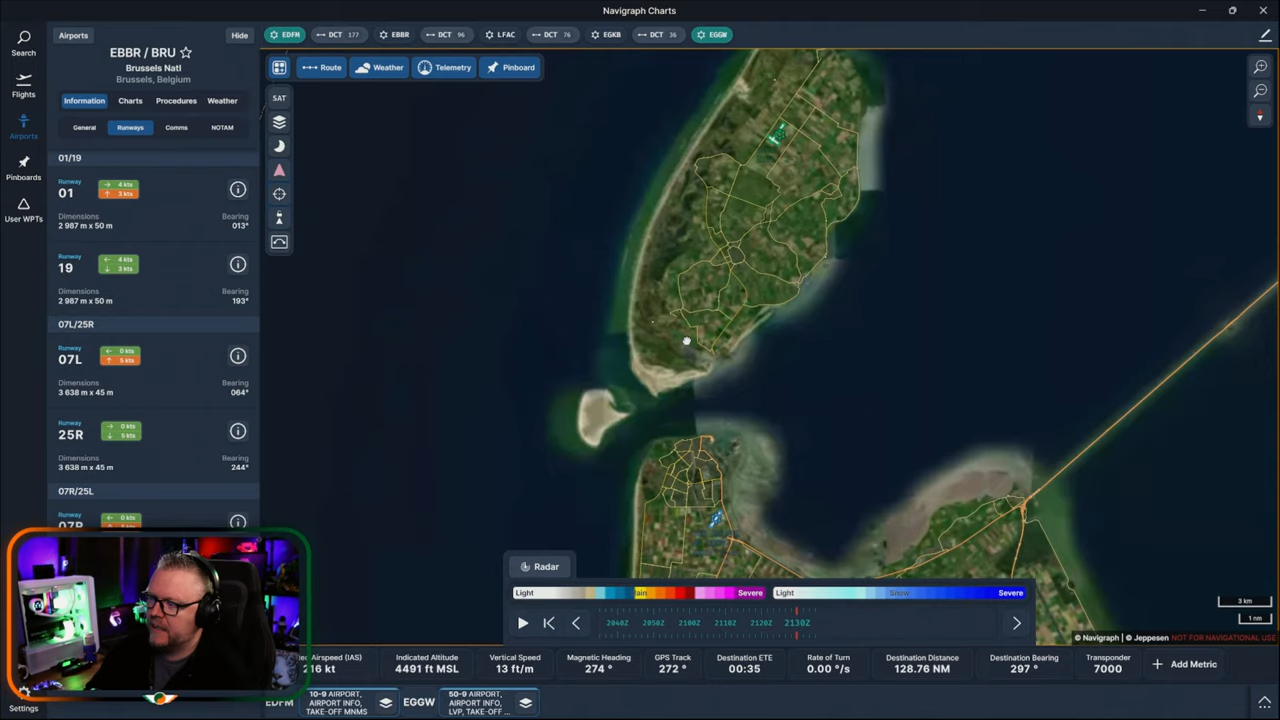 Navigraph Charts
Search
Flights
Airports
Pinboards
User WPTs
Settings
Airports
Hide
EBBR / BRU
Brussels Natl
Brussels, Belgium
Information Charts Procedures Weather
General Runways Comms NOTAM
01/19
Runway
01
4 kts
3 kts
Dimensions Bearing
2 987 m x 50 m 013°
Runway
19
4 kts
3 kts
Dimensions Bearing
2 987 m x 50 m 193°
07L/25R
Runway
07L
0 kts
5 kts
Dimensions Bearing
3 638 m x 45 m 064°
Runway
25R
0 kts
5 kts
Dimensions Bearing
3 638 m x 45 m 244°
07R/25L
Runway
07R
EDFM DCT 177 EBBR DCT 96 LFAC DCT 76 EGKB DCT 36 EGGW
Route Weather Telemetry Pinboard
SAT
Radar
Light Rain Severe Light Snow Severe
2040Z 2050Z 2100Z 2110Z 2120Z 2130Z
3 km
1 nm
© Navigraph | © Jeppesen NOT FOR NAVIGATIONAL USE
Airspeed (IAS) Indicated Altitude Vertical Speed Magnetic Heading GPS Track Destination ETE Rate of Turn Destination Distance Destination Bearing Transponder Add Metric
216 kt 4491 ft MSL 13 ft/m 274 ° 272 ° 00:35 0.00 °/s 128.76 NM 297 ° 7000
EDFM
10-9 AIRPORT,
AIRPORT INFO,
TAKE-OFF MNMS
EGGW
50-9 AIRPORT,
AIRPORT INFO,
LVP, TAKE-OFF ...